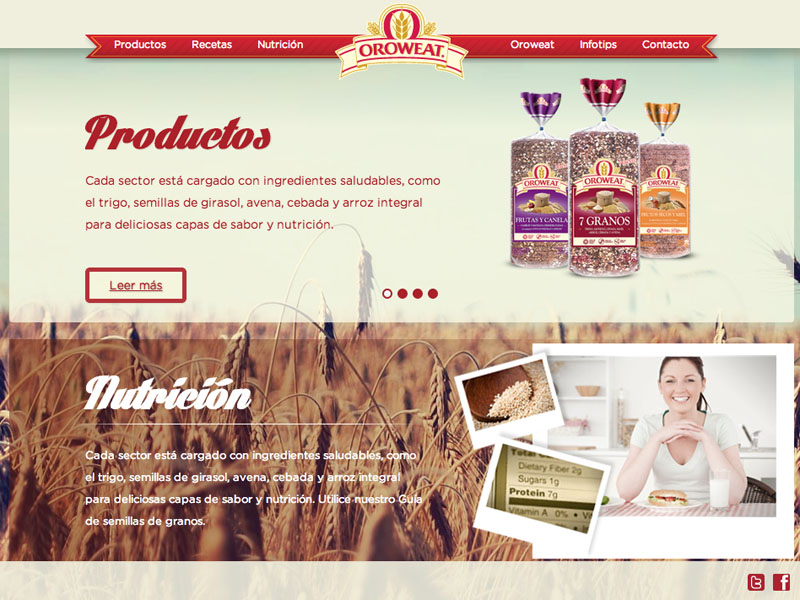 Productos
Recetas
Nutrición
OROWEAT.
Oroweat
Infotips
Contacto
Productos
Cada sector está cargado con ingredientes saludables, como
el trigo, semillas de girasol, avena, cebada y arroz integral
para deliciosas capas de sabor y nutrición.
Leer más
OROWEAT
FRUTAS Y CANELA
OROWEAT
7 GRANOS
OROWEAT
FRUTOS SECOS Y MIEL
Nutrición
Cada sector está cargado con ingredientes saludables, como
el trigo, semillas de girasol, avena, cebada y arroz integral
para deliciosas capas de sabor y nutrición. Utilice nuestro Guía
de semillas de granos.
Dietary Fiber 2g
Sugars 1g
Protein 7g
Vitamin A 0%